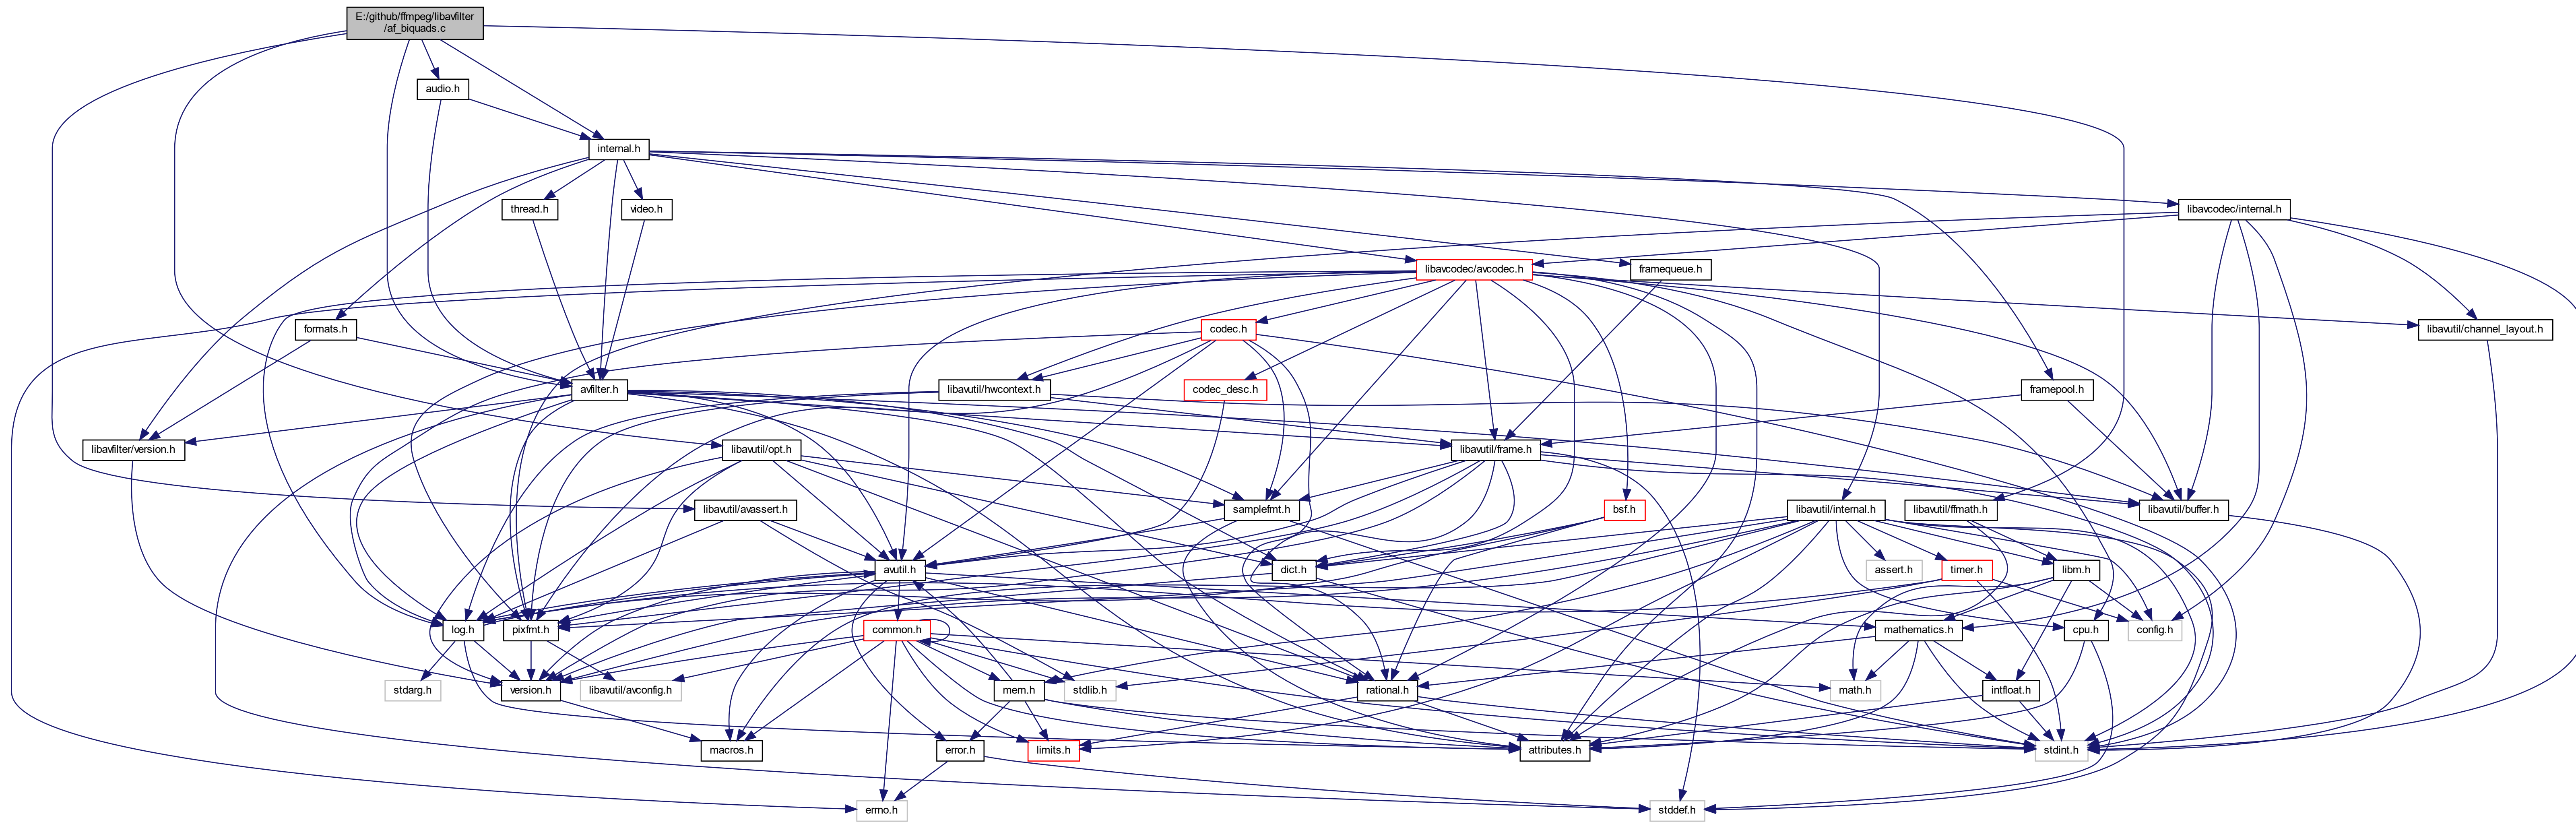 E:/github/ffmpeg/libavfilter
/af_biquads.c
audio.h
internal.h
thread.h
video.h
libavcodec/internal.h
libavcodec/avcodec.h
framequeue.h
formats.h
codec.h
libavutil/channel_layout.h
avfilter.h
libavutil/hwcontext.h
codec_desc.h
framepool.h
libavfilter/version.h
libavutil/opt.h
libavutil/frame.h
libavutil/avassert.h
samplefmt.h
bsf.h
libavutil/internal.h
libavutil/ffmath.h
libavutil/buffer.h
avutil.h
dict.h
assert.h
timer.h
libm.h
log.h
pixfmt.h
common.h
mathematics.h
cpu.h
config.h
stdarg.h
version.h
libavutil/avconfig.h
mem.h
stdlib.h
rational.h
math.h
intfloat.h
macros.h
error.h
limits.h
attributes.h
stdint.h
errno.h
stddef.h